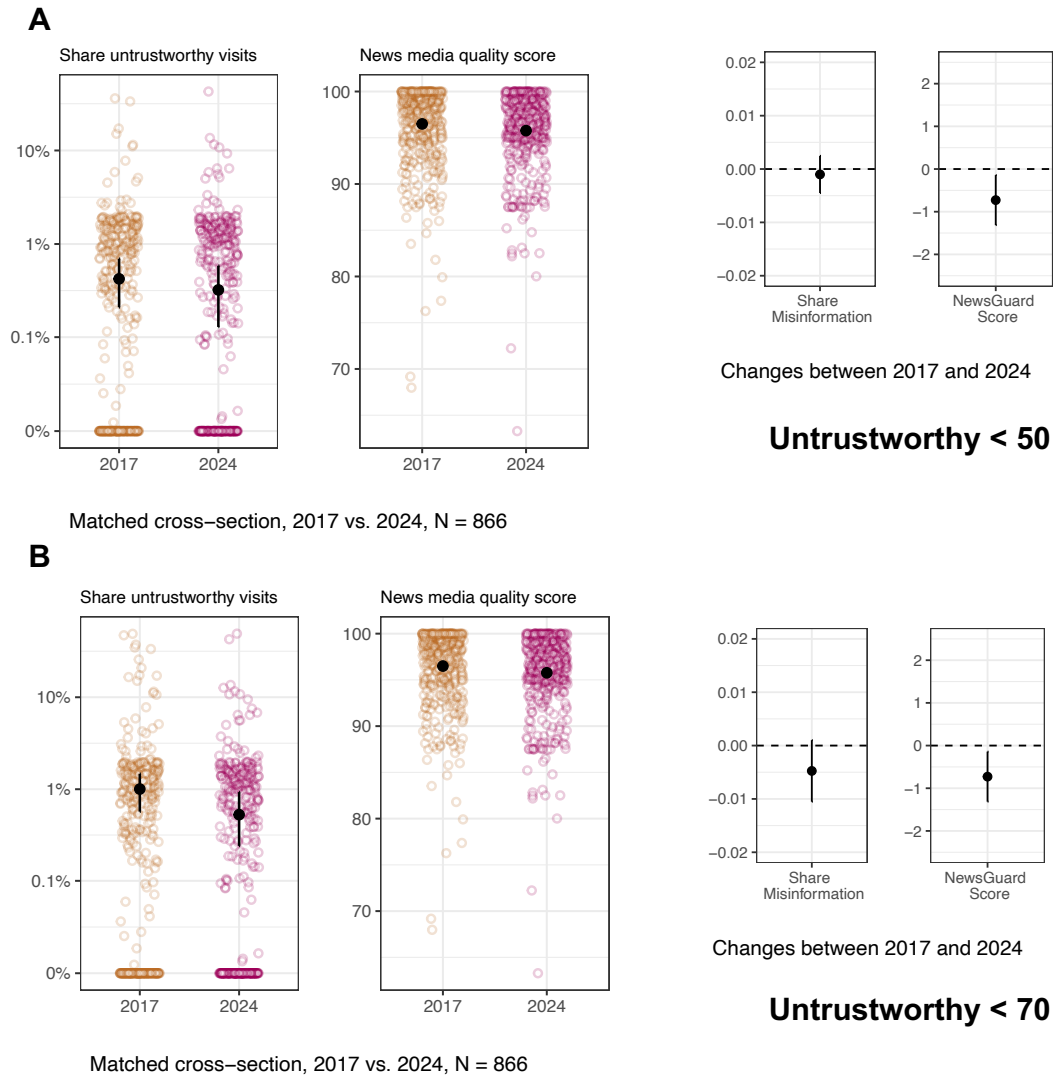 A
Share untrustworthy visits
News media quality score
10%
1%
0.1%
0%
2017
2024
100
90
80
70
2017
2024
0.02
0.01
0.00
−0.01
−0.02
Share
Misinformation
2
1
0
−1
−2
NewsGuard
Score
Changes between 2017 and 2024
Untrustworthy < 50
Matched cross−section, 2017 vs. 2024, N = 866
B
Share untrustworthy visits
News media quality score
10%
1%
0.1%
0%
2017
2024
100
90
80
70
2017
2024
0.02
0.01
0.00
−0.01
−0.02
Share
Misinformation
2
1
0
−1
−2
NewsGuard
Score
Changes between 2017 and 2024
Untrustworthy < 70
Matched cross−section, 2017 vs. 2024, N = 866